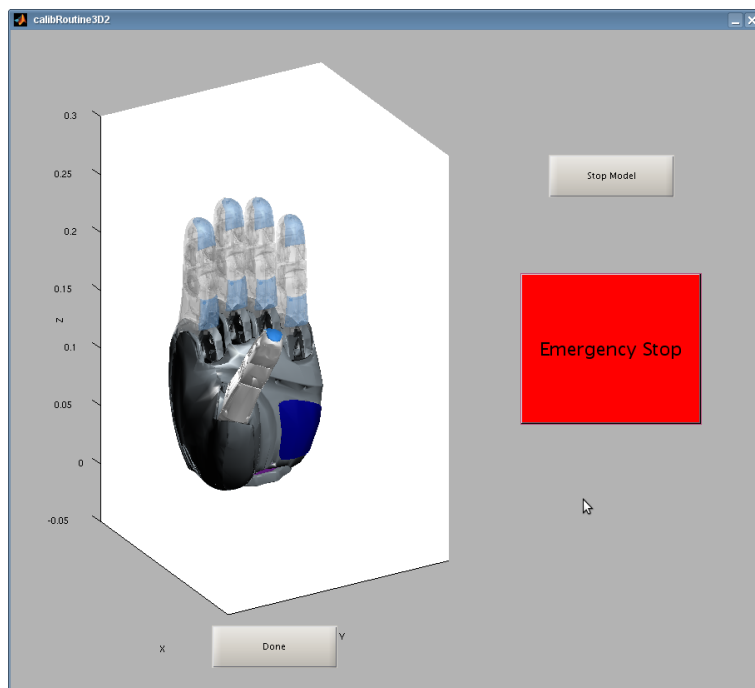 calibRoutine3D2
0.3
0.25
0.2
0.15
z
0.1
0.05
0
-0.05
X
Y
Stop Model
Emergency Stop
Done